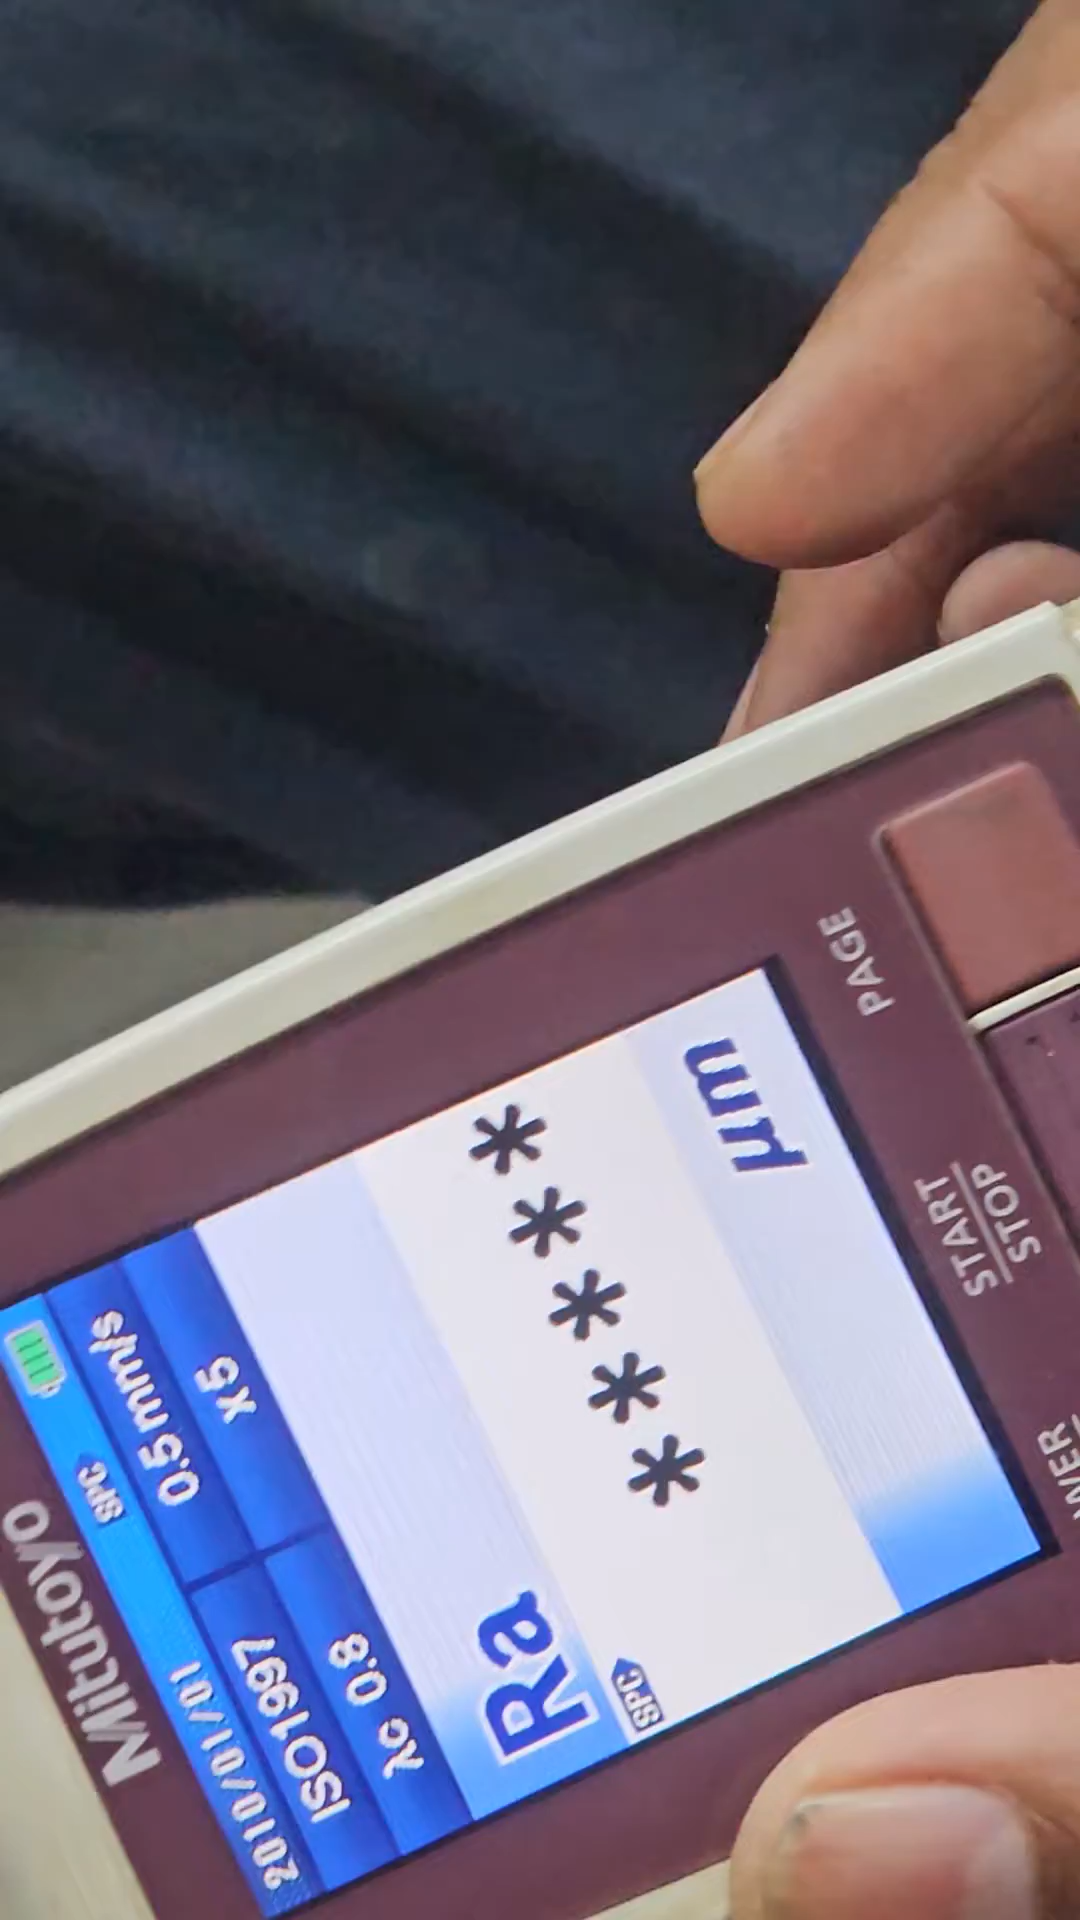 Mitutoyo
2010/01/01 SPC
ISO1997 0.5mm/s
λc 0.8 x5
Ra
SPC *****
µm
PAGE
START
STOP